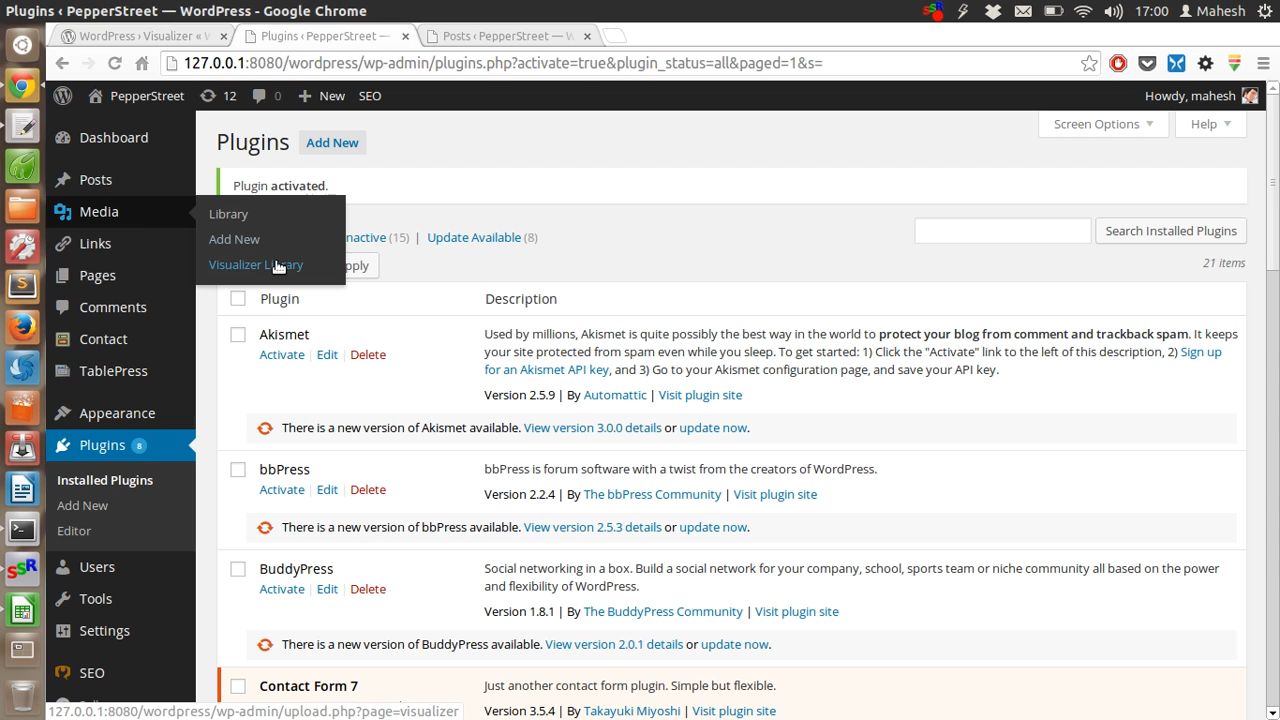 Plugins ‹ PepperStreet — WordPress - Google Chrome
17:00 Mahesh
WordPress › Visualizer « W
Plugins ‹ PepperStreet —
Posts ‹ PepperStreet — W
127.0.0.1:8080/wordpress/wp-admin/plugins.php?activate=true&plugin_status=all&paged=1&s=
PepperStreet 12 0 New SEO Howdy, mahesh
Screen Options Help
Dashboard
Posts
Media
Links
Pages
Comments
Contact
TablePress
Appearance
Plugins 8
Installed Plugins
Add New
Editor
Users
Tools
Settings
SEO
Library
Add New
Visualizer Library
Plugins Add New
Plugin activated.
nactive (15) | Update Available (8)
Search Installed Plugins
pply
21 items
Plugin Description
Akismet
Activate | Edit | Delete
Used by millions, Akismet is quite possibly the best way in the world to protect your blog from comment and trackback spam. It keeps
your site protected from spam even while you sleep. To get started: 1) Click the "Activate" link to the left of this description, 2) Sign up
for an Akismet API key, and 3) Go to your Akismet configuration page, and save your API key.
Version 2.5.9 | By Automattic | Visit plugin site
There is a new version of Akismet available. View version 3.0.0 details or update now.
bbPress
Activate | Edit | Delete
bbPress is forum software with a twist from the creators of WordPress.
Version 2.2.4 | By The bbPress Community | Visit plugin site
There is a new version of bbPress available. View version 2.5.3 details or update now.
BuddyPress
Activate | Edit | Delete
Social networking in a box. Build a social network for your company, school, sports team or niche community all based on the power
and flexibility of WordPress.
Version 1.8.1 | By The BuddyPress Community | Visit plugin site
There is a new version of BuddyPress available. View version 2.0.1 details or update now.
Contact Form 7
Just another contact form plugin. Simple but flexible.
Version 3.5.4 | By Takayuki Miyoshi | Visit plugin site
127.0.0.1:8080/wordpress/wp-admin/upload.php?page=visualizer
SSR